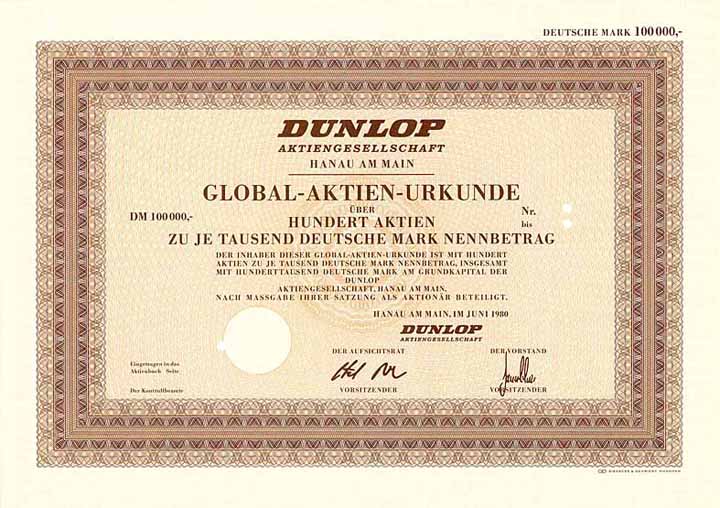 DEUTSCHE MARK 100 000,-
DUNLOP
AKTIENGESELLSCHAFT
HANAU AM MAIN
GLOBAL-AKTIEN-URKUNDE
ÜBER
DM 100 000,-
HUNDERT AKTIEN
Nr.
bis
ZU JE TAUSEND DEUTSCHE MARK NENNBETRAG
DER INHABER DIESER GLOBAL-AKTIEN-URKUNDE IST MIT HUNDERT
AKTIEN ZU JE TAUSEND DEUTSCHE MARK NENNBETRAG, INSGESAMT
MIT HUNDERTTAUSEND DEUTSCHE MARK AM GRUNDKAPITAL DER
DUNLOP
AKTIENGESELLSCHAFT, HANAU AM MAIN.
NACH MASSGABE IHRER SATZUNG ALS AKTIONÄR BETEILIGT.
HANAU AM MAIN, IM JUNI 1980
DUNLOP
AKTIENGESELLSCHAFT
Eingetragen in das
Aktienbuch Seite
DER AUFSICHTSRAT
DER VORSTAND
Der Kontrollbeamte
VORSITZENDER
VORSITZENDER